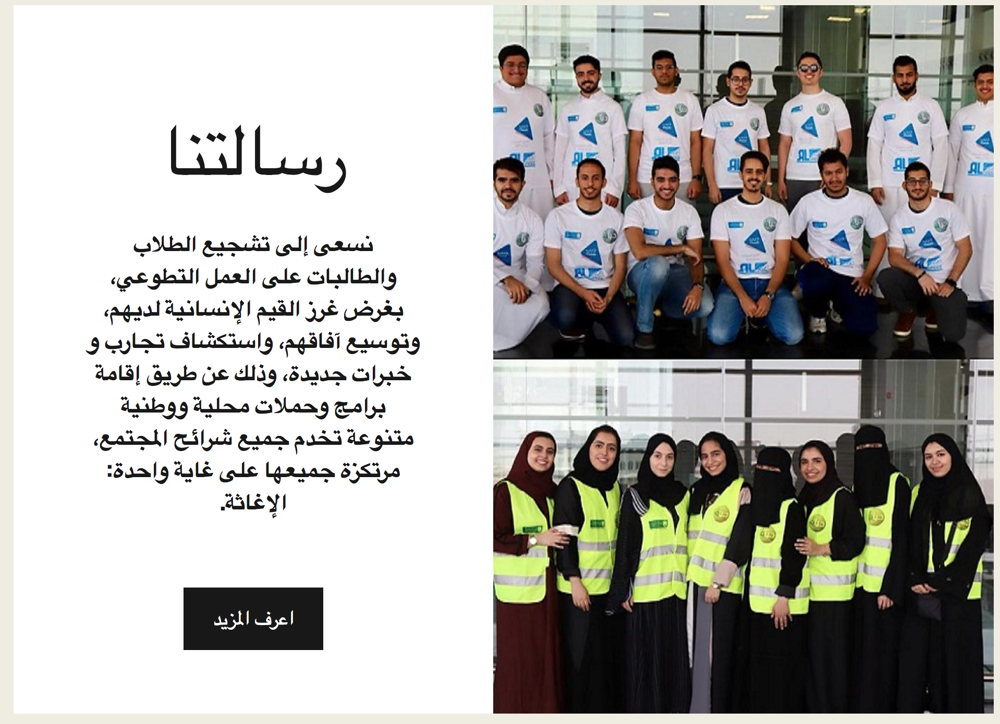 رسالتنا
نسعى إلى تشجيع الطلاب
والطالبات على العمل التطوعي،
بغرض غرز القيم الإنسانية لديهم،
وتوسيع آفاقهم، واستكشاف تجارب و
خبرات جديدة، وذلك عن طريق إقامة
برامج وحملات محلية ووطنية
متنوعة تخدم جميع شرائح المجتمع،
مرتكزة جميعها على غاية واحدة:
الإغاثة.
اعرف المزيد